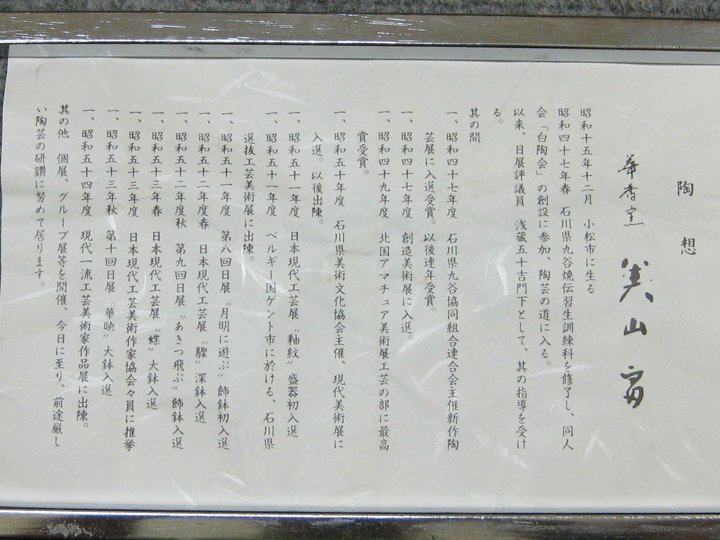 陶想
華香窯 美山
昭和十五年十二月 小松市に生る
昭和四十七年春 石川県九谷焼伝習生訓練科を修了し、同人
会「白陶会」の創設に参加、陶芸の道に入る。
以来、日展評議員 浅蔵五十吉門下として、其の指導を受け
る。
其の間
一、昭和四十七年度 石川県九谷協同組合連合会主催新作陶
芸展に入選受賞。以後連年受賞。
一、昭和四十七年度 創造美術展に入選。
一、昭和四十九年度 北国アマチュア美術展工芸の部に最高
賞受賞。
一、昭和五十年度 石川県美術文化協会主催、現代美術展に
入選。以後出陳。
一、昭和五十一年度 日本現代工芸展〝釉紋〟盛器初入選
一、昭和五十一年度 ベルギー国ゲント市に於ける、石川県
選抜工芸美術展に出陳。
一、昭和五十一年度 第八回日展〝月明に遊ぶ〟飾鉢初入選
一、昭和五十二年度春 日本現代工芸展〝驟〟深鉢入選
一、昭和五十二年度秋 第九回日展〝あきつ飛ぶ〟飾鉢入選
一、昭和五十三年春 日本現代工芸展〝蝶〟大鉢入選
一、昭和五十三年度 日本現代工芸美術作家協会々員に推挙
一、昭和五十三年秋 第十回日展〝華映〟大鉢入選
一、昭和五十四年度 現代一流工芸美術家作品展に出陳。
其の他 個展、グループ展等を開催、今日に至り、前途厳し
い陶芸の研鑽に努めて居ります。